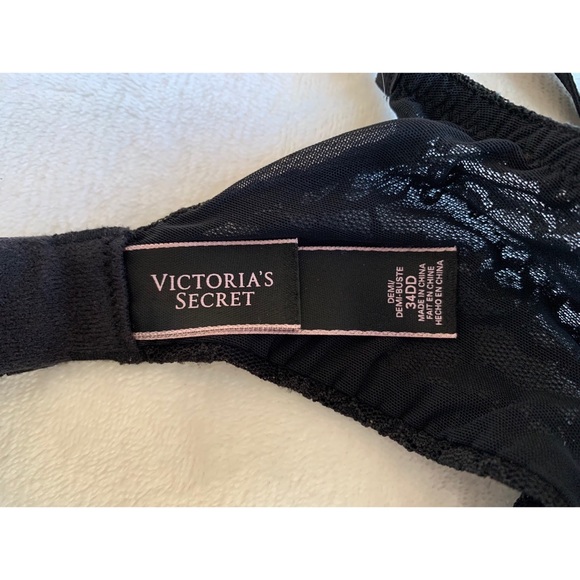 VICTORIA'S
SECRET
DEMI/
DEMI-BUSTE
34DD
MADE IN CHINA
FAIT EN CHINE
HECHO EN CHINA